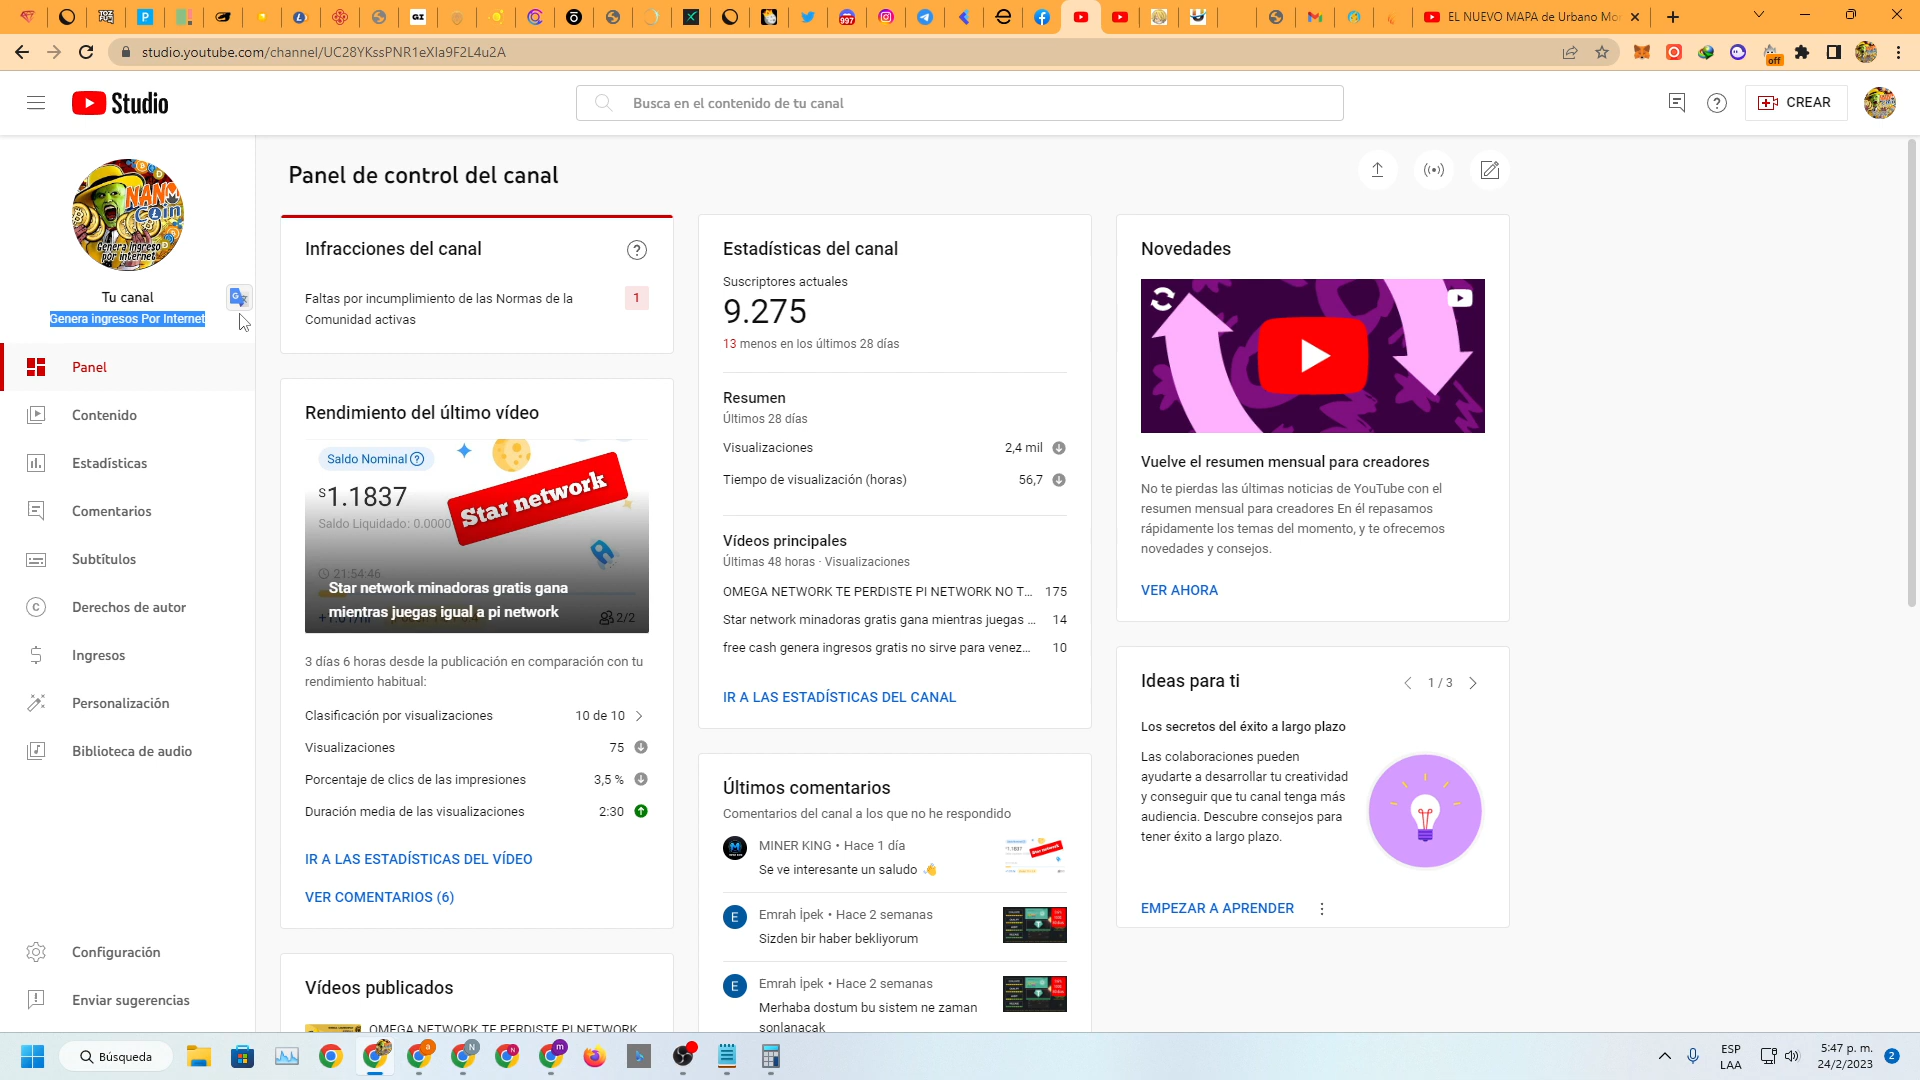 EL NUEVO MAPA de Urbano Mo
studio.youtube.com/channel/UC28YKssPNR1eXIa9F2L4u2A
off
997
Studio
Busca en el contenido de tu canal
CREAR
NANO
Coin
Genera ingreso
por internet
Tu canal
Genera ingresos Por Internet
Panel
Contenido
Estadísticas
Comentarios
Subtítulos
Derechos de autor
Ingresos
Personalización
Biblioteca de audio
Configuración
Enviar sugerencias
Panel de control del canal
Infracciones del canal
Faltas por incumplimiento de las Normas de la
Comunidad activas
1
Rendimiento del último vídeo
Saldo Nominal
$1.1837
Saldo Liquidado: 0.0000
Star network
21:54:46
Star network minadoras gratis gana
mientras juegas igual a pi network
2/2
3 días 6 horas desde la publicación en comparación con tu
rendimiento habitual:
Clasificación por visualizaciones 10 de 10
Visualizaciones 75
Porcentaje de clics de las impresiones 3,5 %
Duración media de las visualizaciones 2:30
IR A LAS ESTADÍSTICAS DEL VÍDEO
VER COMENTARIOS (6)
Vídeos publicados
OMEGA NETWORK TE PERDISTE PI NETWORK
Estadísticas del canal
Suscriptores actuales
9.275
13 menos en los últimos 28 días
Resumen
Últimos 28 días
Visualizaciones 2,4 mil
Tiempo de visualización (horas) 56,7
Vídeos principales
Últimas 48 horas · Visualizaciones
OMEGA NETWORK TE PERDISTE PI NETWORK NO T... 175
Star network minadoras gratis gana mientras juegas ... 14
free cash genera ingresos gratis no sirve para venez... 10
IR A LAS ESTADÍSTICAS DEL CANAL
Últimos comentarios
Comentarios del canal a los que no he respondido
MINER KING • Hace 1 día
Se ve interesante un saludo 👋
Emrah İpek • Hace 2 semanas
Sizden bir haber bekliyorum
Emrah İpek • Hace 2 semanas
Merhaba dostum bu sistem ne zaman
sonlanacak
Novedades
Vuelve el resumen mensual para creadores
No te pierdas las últimas noticias de YouTube con el
resumen mensual para creadores En él repasamos
rápidamente los temas del momento, y te ofrecemos
novedades y consejos.
VER AHORA
Ideas para ti
1 / 3
Los secretos del éxito a largo plazo
Las colaboraciones pueden
ayudarte a desarrollar tu creatividad
y conseguir que tu canal tenga más
audiencia. Descubre consejos para
tener éxito a largo plazo.
EMPEZAR A APRENDER
Búsqueda
ESP
LAA
5:47 p. m.
24/2/2023
2